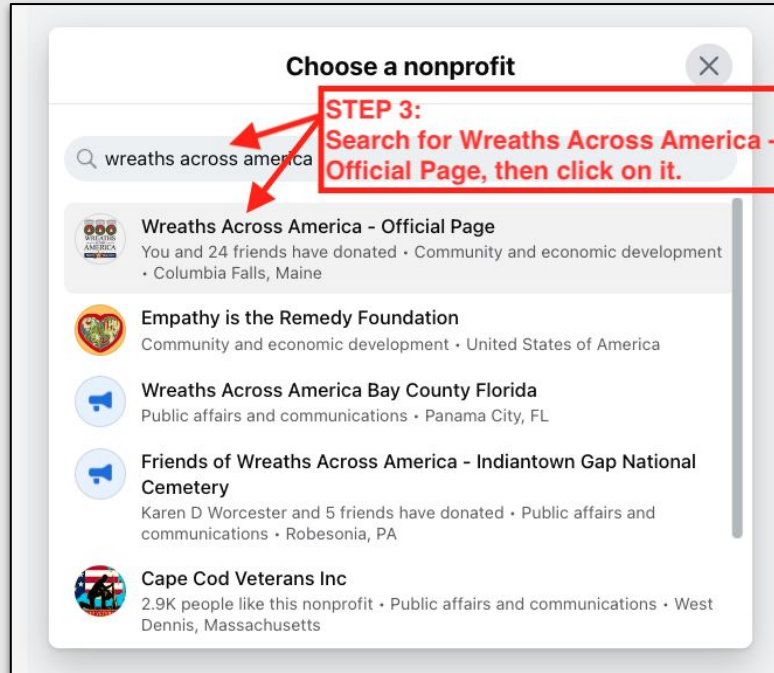 Choose a nonprofit
STEP 3:
Search for Wreaths Across America -
Official Page, then click on it.
wreaths across america
Wreaths Across America - Official Page
You and 24 friends have donated • Community and economic development
• Columbia Falls, Maine
Empathy is the Remedy Foundation
Community and economic development • United States of America
Wreaths Across America Bay County Florida
Public affairs and communications • Panama City, FL
Friends of Wreaths Across America - Indiantown Gap National
Cemetery
Karen D Worcester and 5 friends have donated • Public affairs and
communications • Robesonia, PA
Cape Cod Veterans Inc
2.9K people like this nonprofit • Public affairs and communications • West
Dennis, Massachusetts